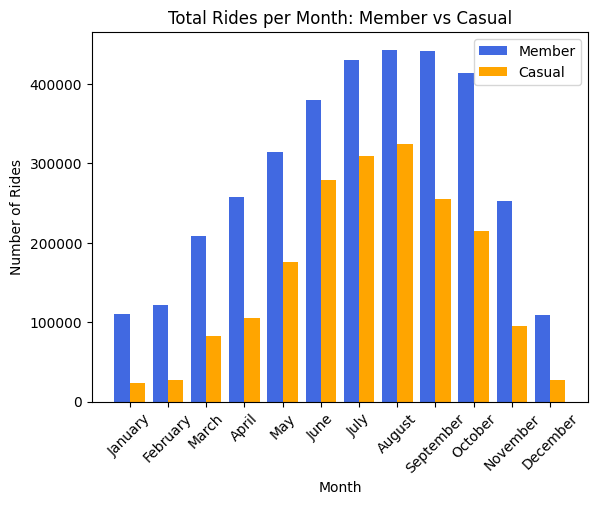 Total Rides per Month: Member vs Casual
Member
Casual
Number of Rides
400000
300000
200000
100000
0
January
February
March
April
May
June
July
August
September
October
November
December
Month